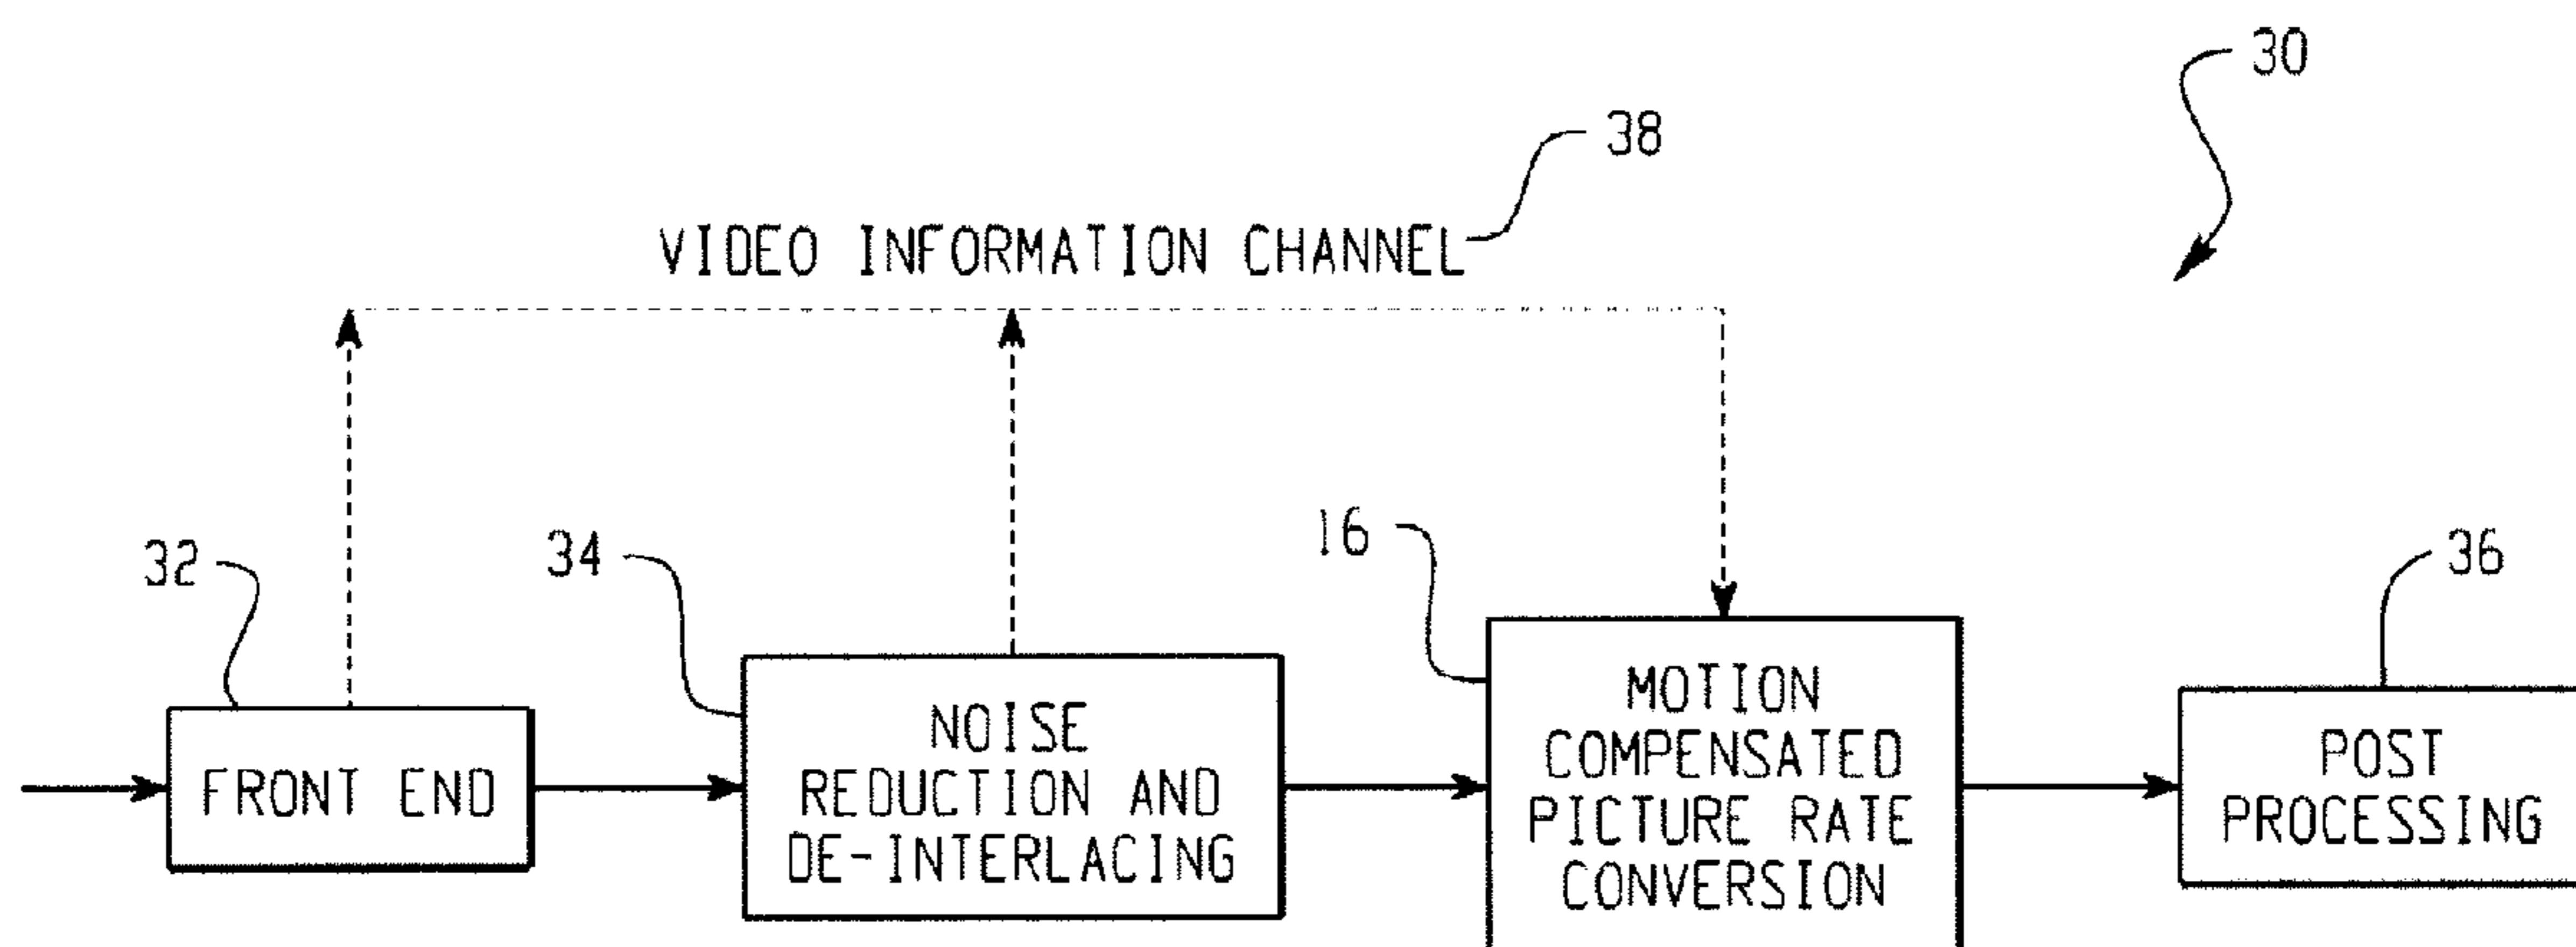 30
38
VIDEO INFORMATION CHANNEL
32
34
16
36
FRONT END
NOISE
REDUCTION AND
DE-INTERLACING
MOTION
COMPENSATED
PICTURE RATE
CONVERSION
POST
PROCESSING